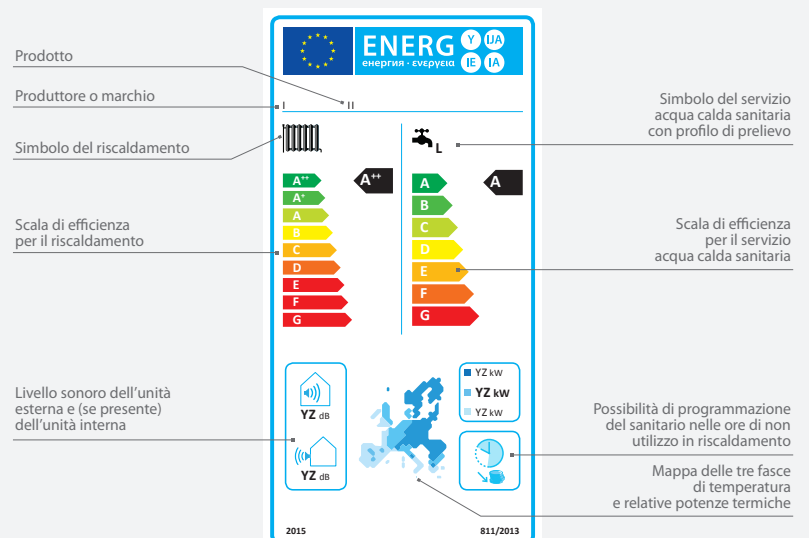 Prodotto
Produttore o marchio
Simbolo del riscaldamento
Scala di efficienza
per il riscaldamento
Livello sonoro dell'unità
esterna e (se presente)
dell'unità interna
ENERG Y IJA
енергия · ενεργεια IE IA
I II
L
A++ A++
A+
A
B
C
D
E
F
G
A A
B
C
D
E
F
G
YZ dB
YZ dB
YZ kW
YZ kW
YZ kW
2015 811/2013
Simbolo del servizio
acqua calda sanitaria
con profilo di prelievo
Scala di efficienza
per il servizio
acqua calda sanitaria
Possibilità di programmazione
del sanitario nelle ore di non
utilizzo in riscaldamento
Mappa delle tre fasce
di temperatura
e relative potenze termiche